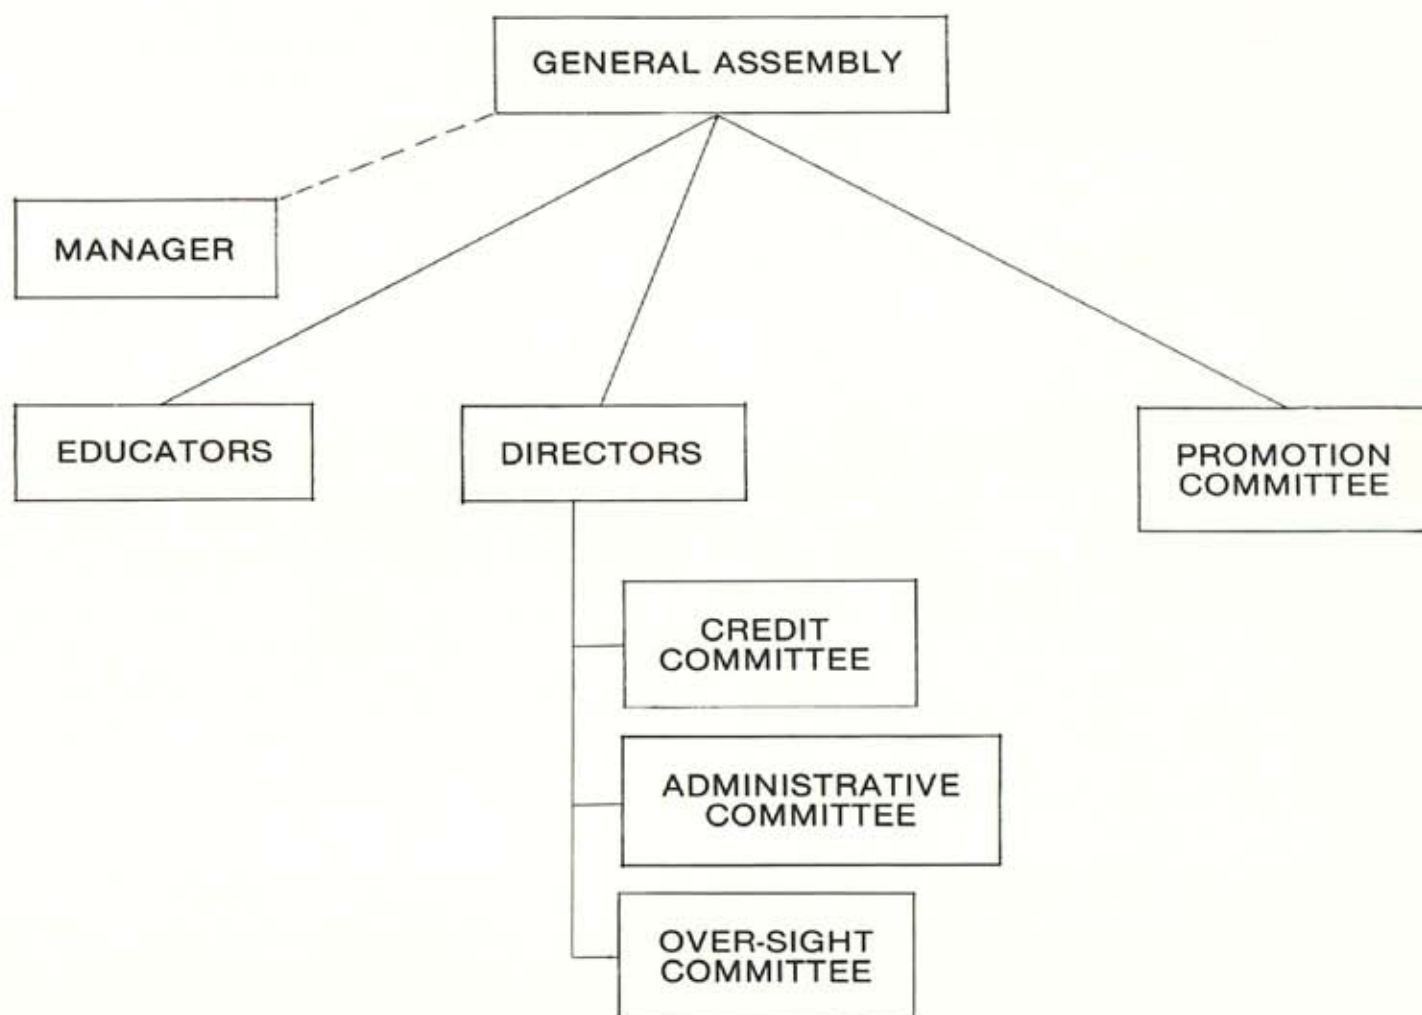 GENERAL ASSEMBLY
MANAGER
EDUCATORS
DIRECTORS
PROMOTION
COMMITTEE
CREDIT
COMMITTEE
ADMINISTRATIVE
COMMITTEE
OVER-SIGHT
COMMITTEE